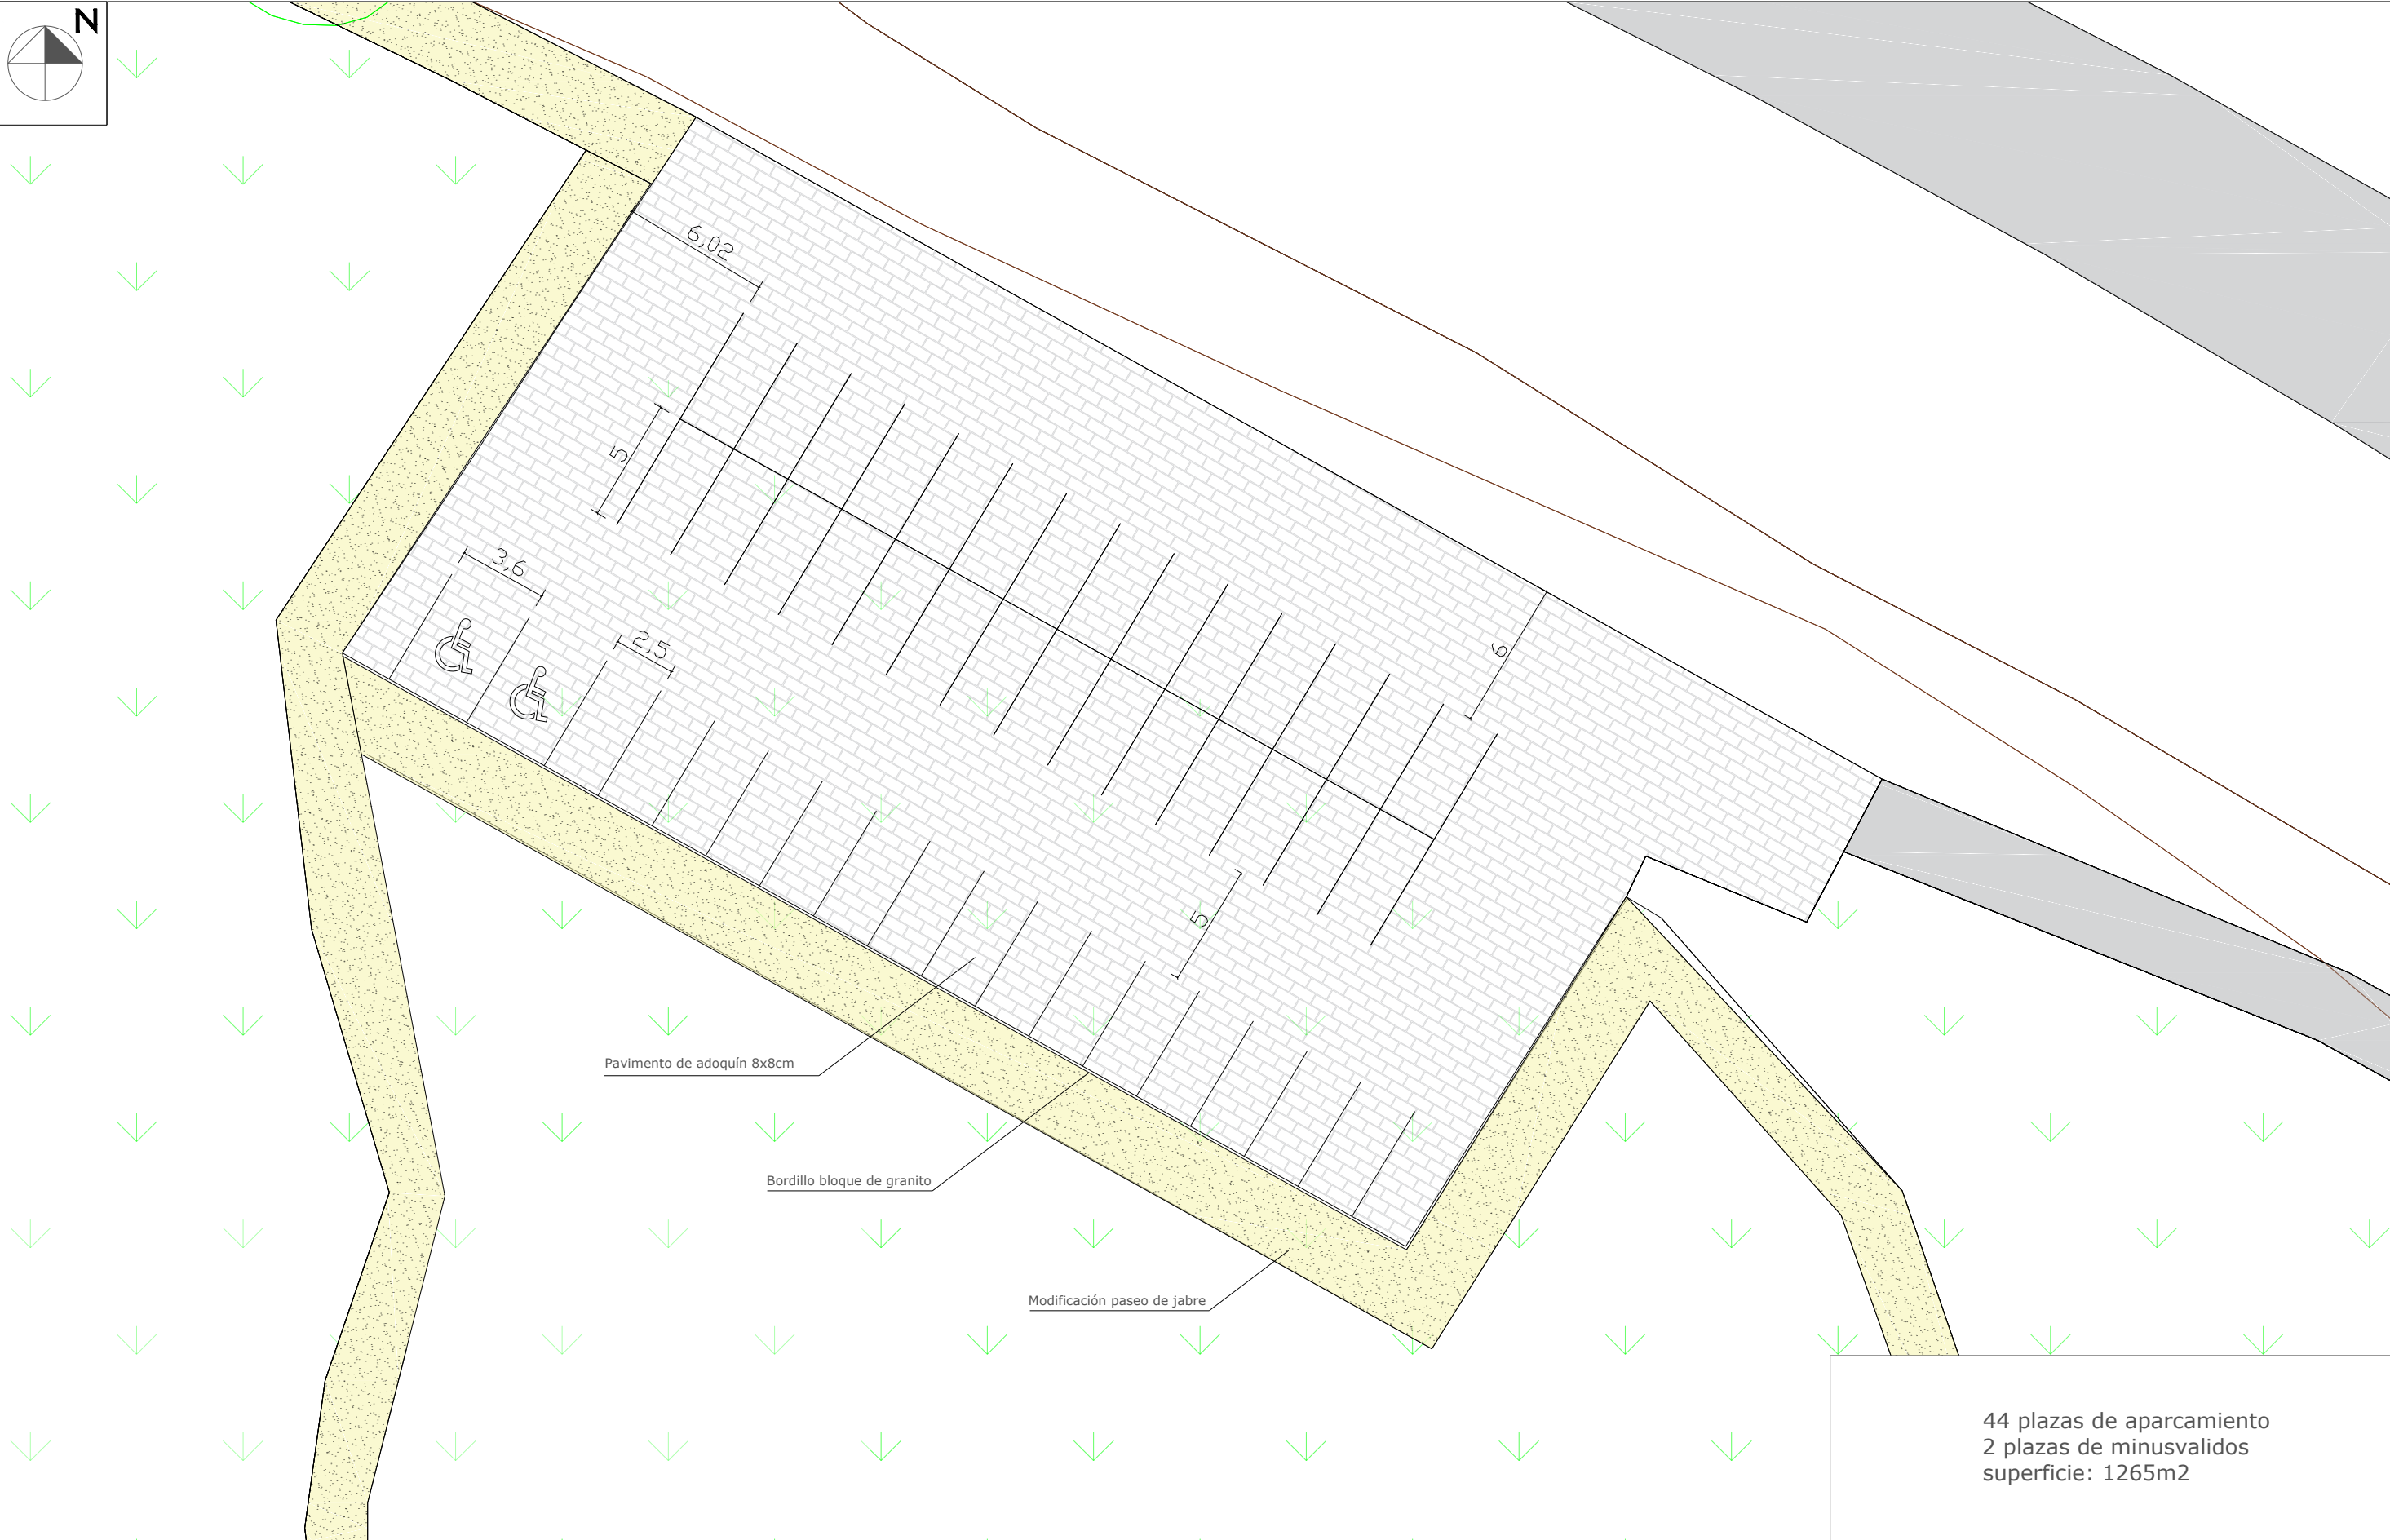 N
6,02
5
3,6
2,5
6
5
Pavimento de adoquín 8x8cm
Bordillo bloque de granito
Modificación paseo de jabre
44 plazas de aparcamiento
2 plazas de minusvalidos
superficie: 1265m2